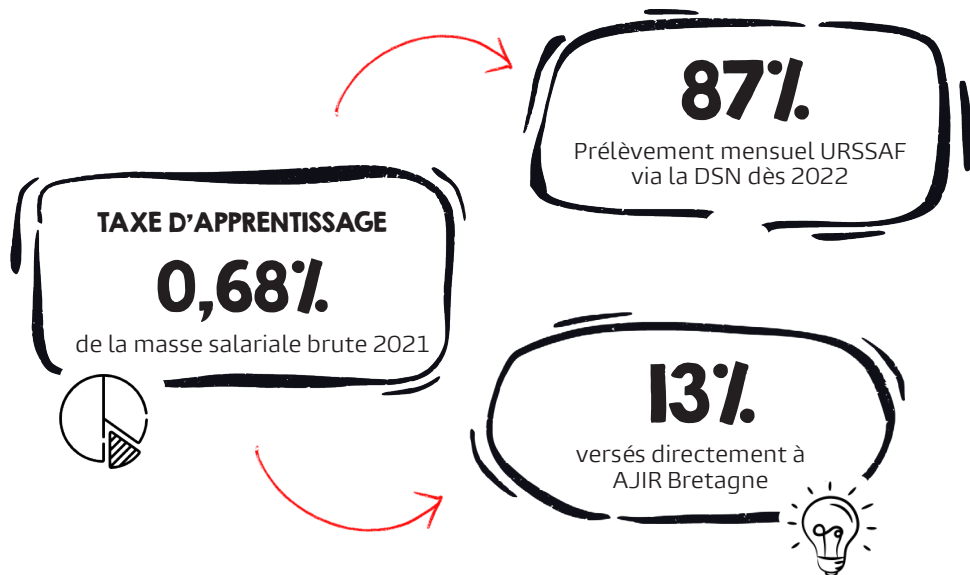 TAXE D'APPRENTISSAGE
0,68%
de la masse salariale brute 2021
87%
Prélèvement mensuel URSSAF
via la DSN dès 2022
13%
versés directement à
AJIR Bretagne